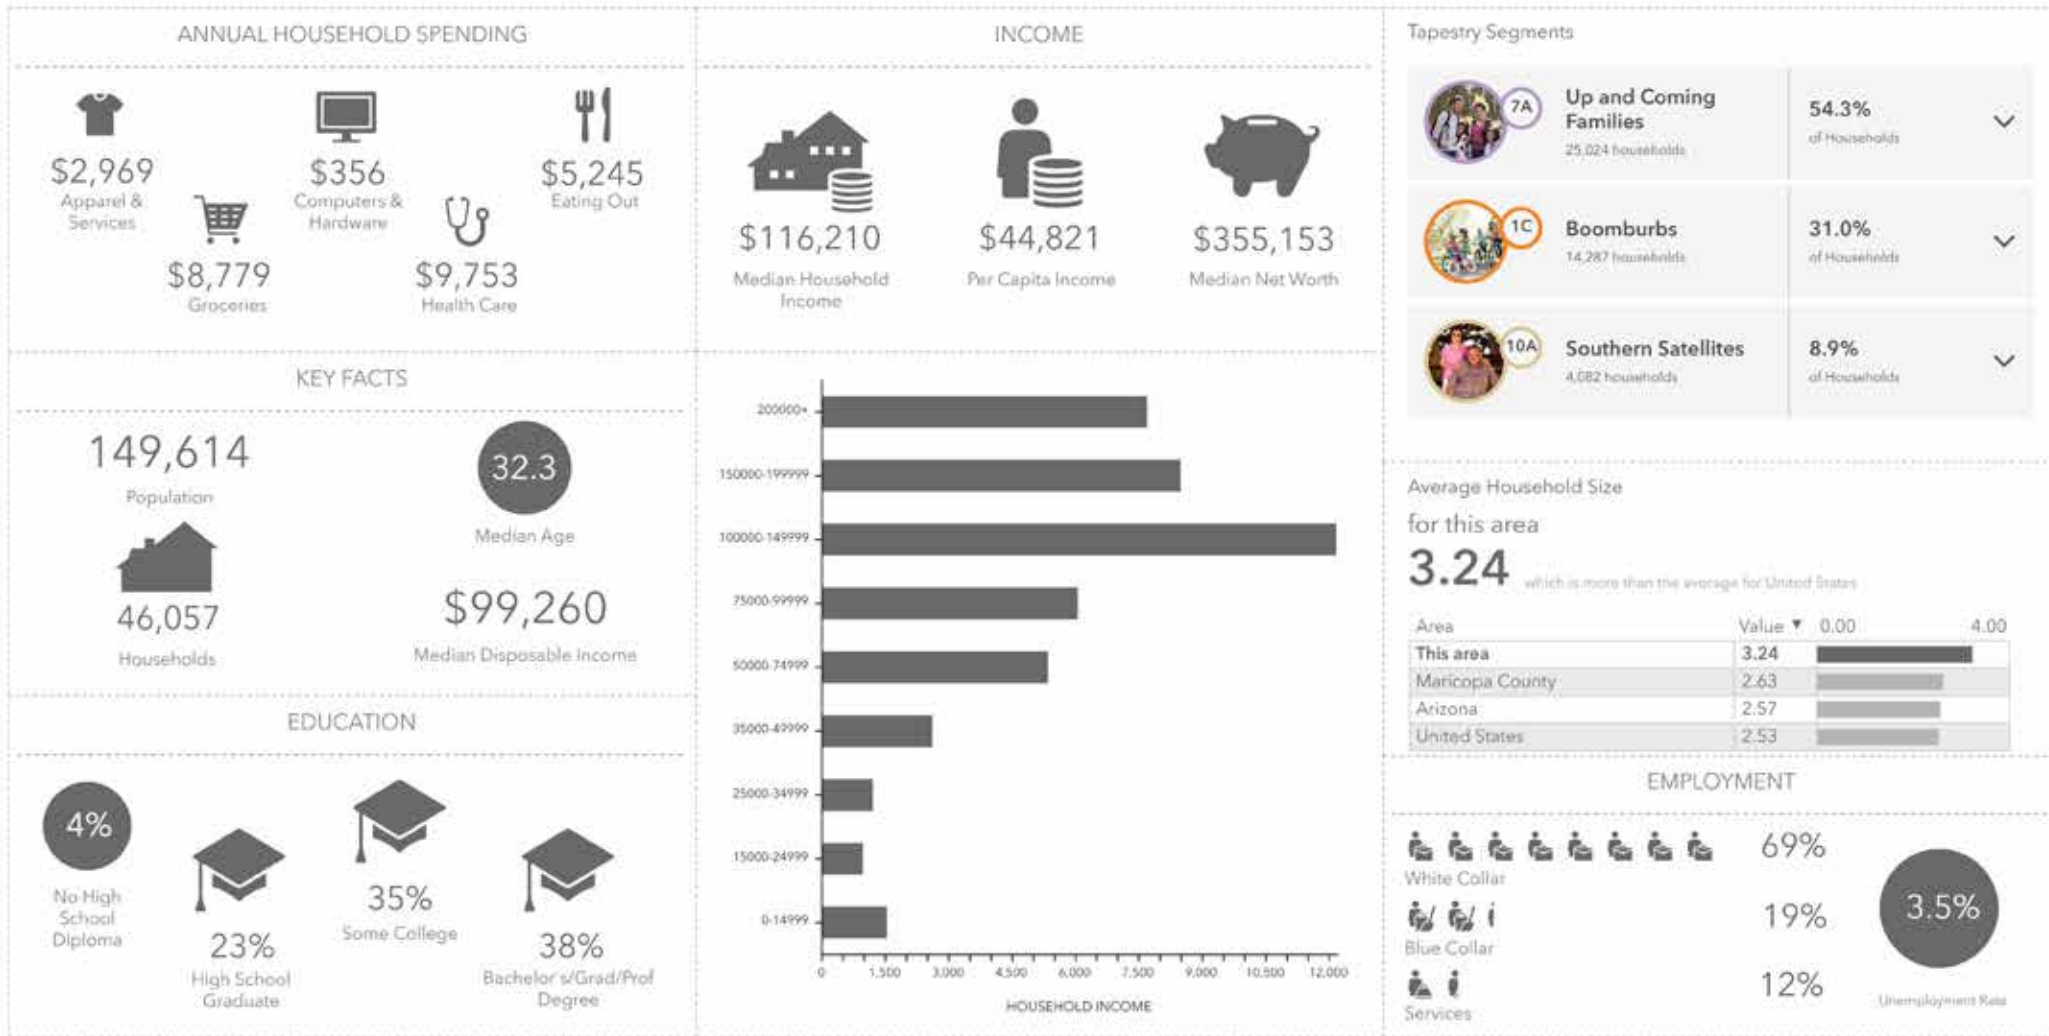 ANNUAL HOUSEHOLD SPENDING
$2,969
Apparel &
Services
$356
Computers &
Hardware
$5,245
Eating Out
$8,779
Groceries
$9,753
Health Care
INCOME
$116,210
Median Household
Income
$44,821
Per Capita Income
$355,153
Median Net Worth
Tapestry Segments
7A
Up and Coming
Families
25,024 households
54.3%
of Households
1C
Boomburbs
14,287 households
31.0%
of Households
10A
Southern Satellites
4,082 households
8.9%
of Households
KEY FACTS
149,614
Population
32.3
Median Age
46,057
Households
$99,260
Median Disposable Income
EDUCATION
4%
No High
School
Diploma
23%
High School
Graduate
35%
Some College
38%
Bachelor's/Grad/Prof
Degree
200000+
150000-199999
100000-149999
75000-99999
50000-74999
35000-49999
25000-34999
15000-24999
0-14999
0 1,500 3,000 4,500 6,000 7,500 9,000 10,500 12,000
HOUSEHOLD INCOME
Average Household Size
for this area
3.24 which is more than the average for United States
Area Value ▼ 0.00 4.00
This area 3.24
Maricopa County 2.63
Arizona 2.57
United States 2.53
EMPLOYMENT
69%
White Collar
19%
Blue Collar
12%
Services
3.5%
Unemployment Rate